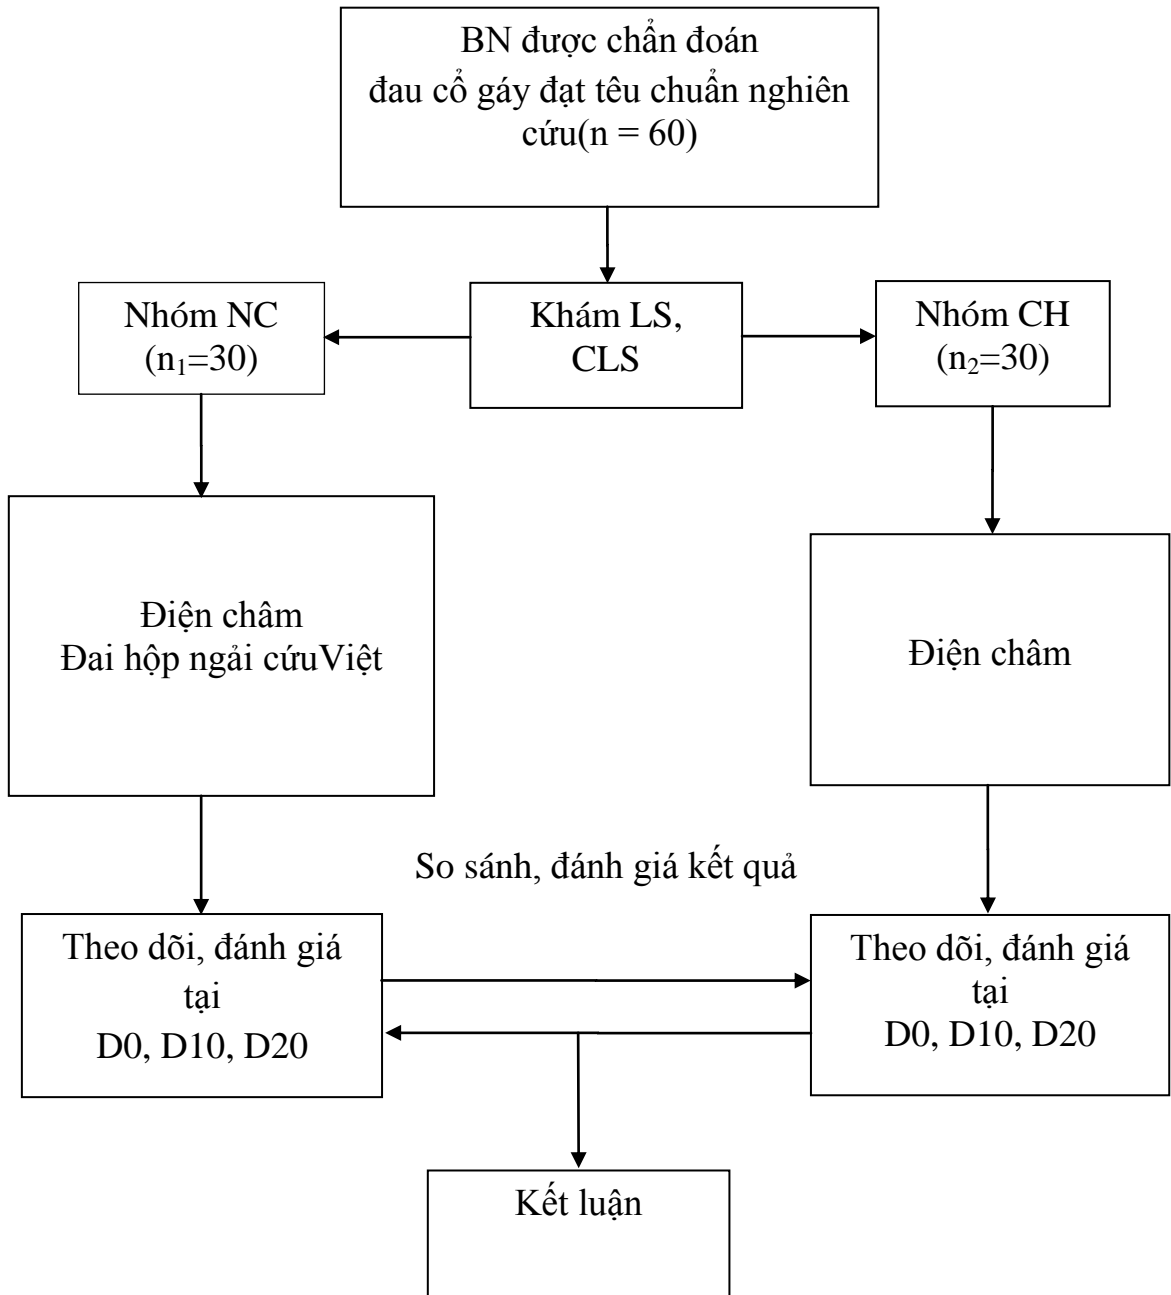 BN được chẩn đoán
đau cổ gáy đạt têu chuẩn nghiên
cứu(n = 60)
Nhóm NC
(n₁=30)
Khám LS,
CLS
Nhóm CH
(n₂=30)
Điện châm
Đai hộp ngải cứuViệt
Điện châm
So sánh, đánh giá kết quả
Theo dõi, đánh giá
tại
D0, D10, D20
Theo dõi, đánh giá
tại
D0, D10, D20
Kết luận